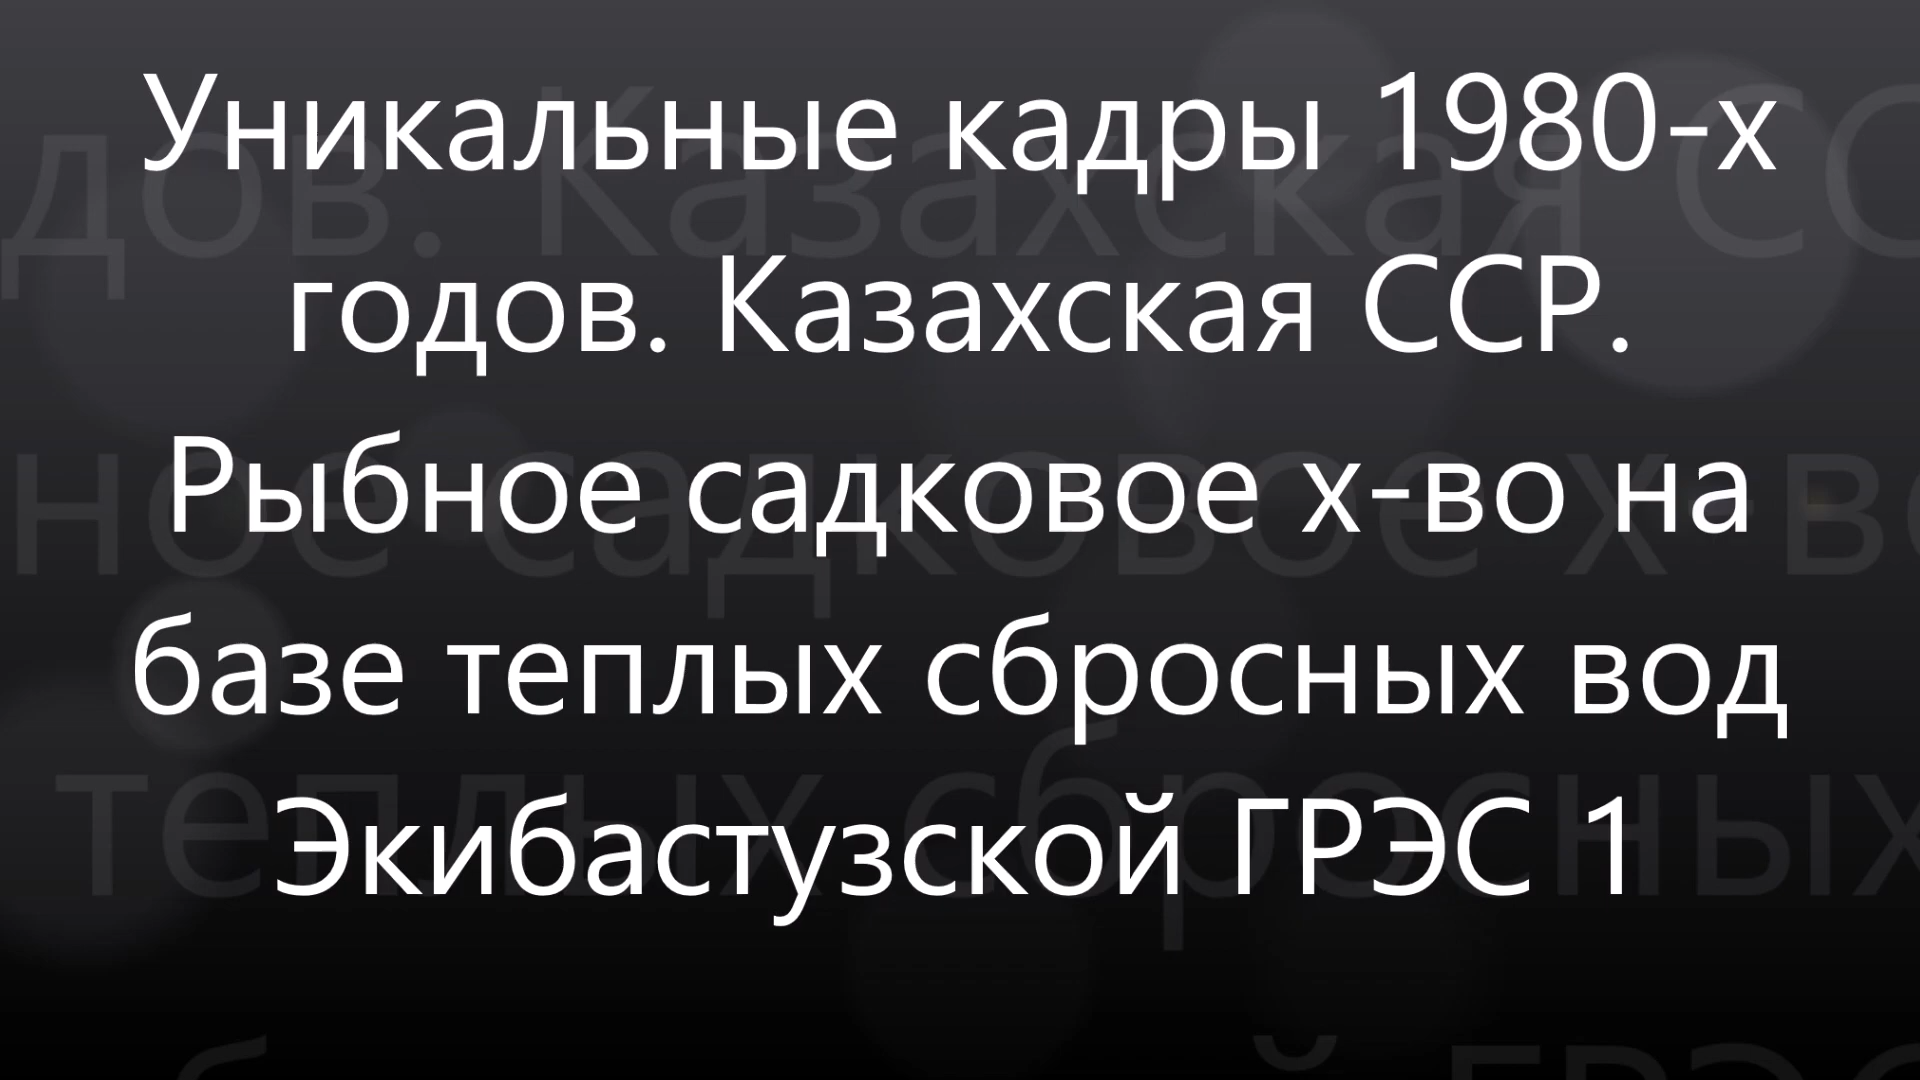 Уникальные кадры 1980-х
годов. Казахская ССР.
Рыбное садковое х-во на
базе теплых сбросных вод
Экибастузской ГРЭС 1